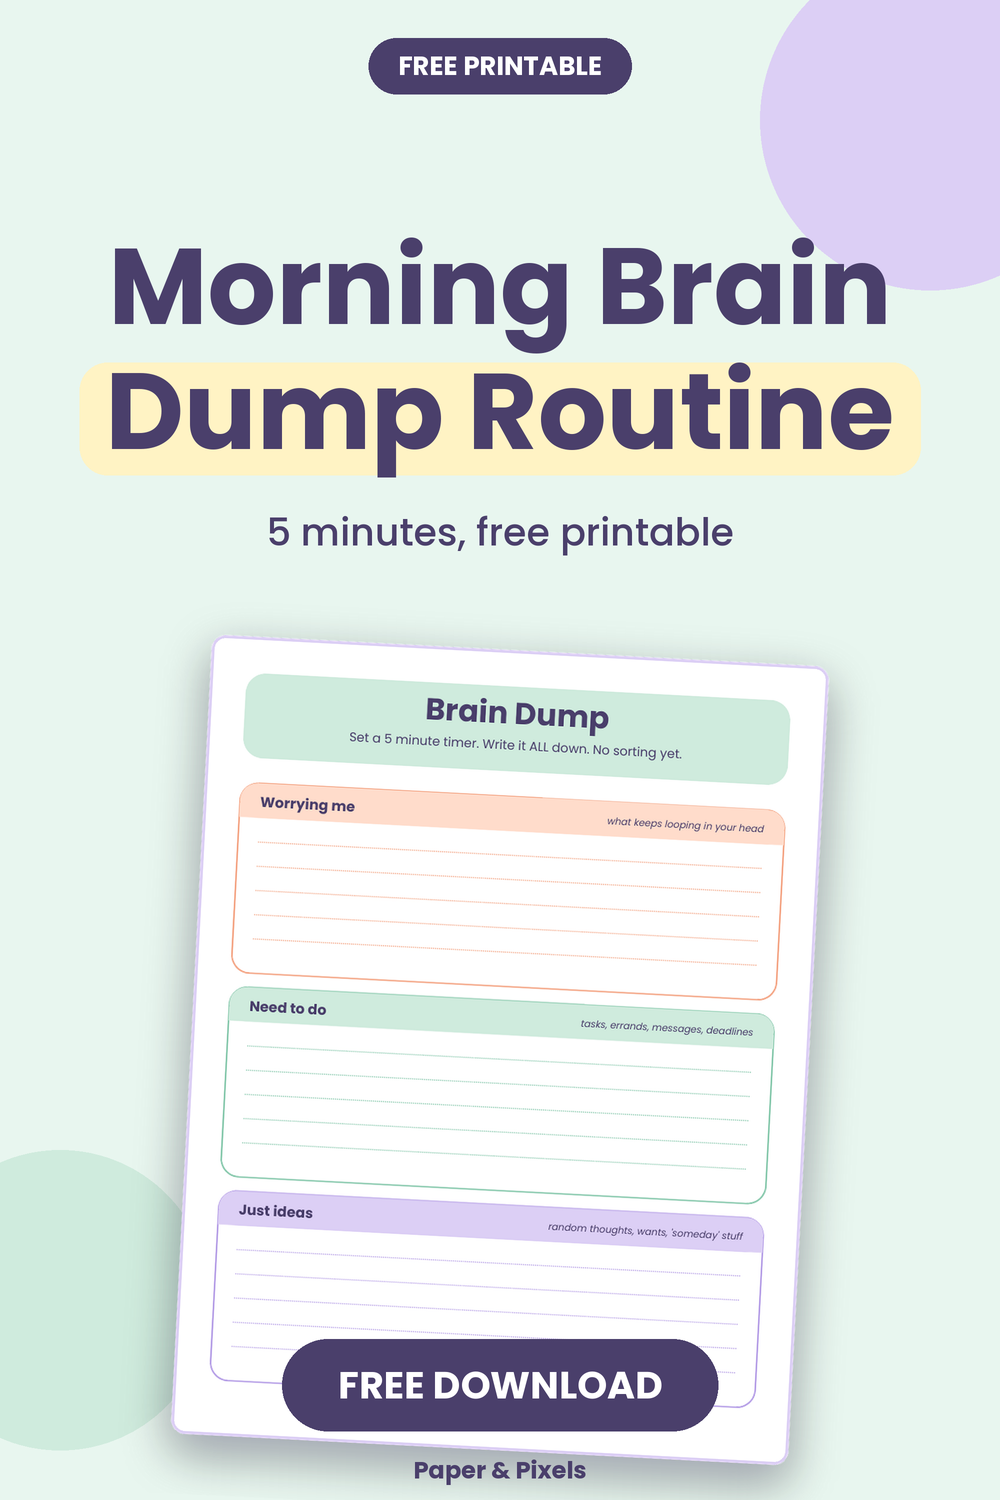 FREE PRINTABLE
Morning Brain
Dump Routine
5 minutes, free printable
Brain Dump
Set a 5 minute timer. Write it ALL down. No sorting yet.
Worrying me
what keeps looping in your head
Need to do
tasks, errands, messages, deadlines
Just ideas
random thoughts, wants, 'someday' stuff
FREE DOWNLOAD
Paper & Pixels